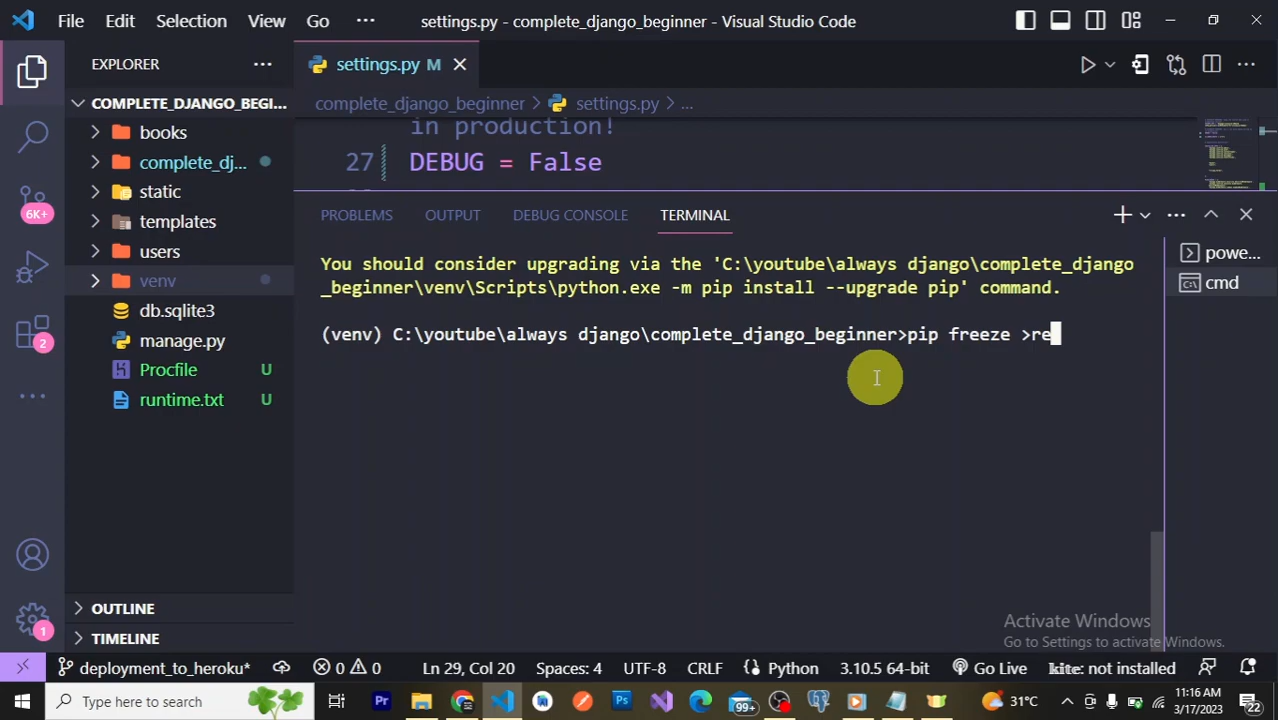 File Edit Selection View Go ··· settings.py - complete_django_beginner - Visual Studio Code
EXPLORER ···
settings.py M
COMPLETE_DJANGO_BEGI...
complete_django_beginner > settings.py > ...
books
in production!
complete_dj...
27 DEBUG = False
static
templates
users
venv
db.sqlite3
manage.py
Procfile U
runtime.txt U
6K+
2
1
PROBLEMS OUTPUT DEBUG CONSOLE TERMINAL
You should consider upgrading via the 'C:\youtube\always django\complete_django
_beginner\venv\Scripts\python.exe -m pip install --upgrade pip' command.
(venv) C:\youtube\always django\complete_django_beginner>pip freeze >re
powe...
cmd
OUTLINE
TIMELINE
Activate Windows
Go to Settings to activate Windows.
deployment_to_heroku* 0 0 Ln 29, Col 20 Spaces: 4 UTF-8 CRLF Python 3.10.5 64-bit Go Live kite: not installed
Type here to search
Pr
Ps
99+
31°C
11:16 AM
3/17/2023
22